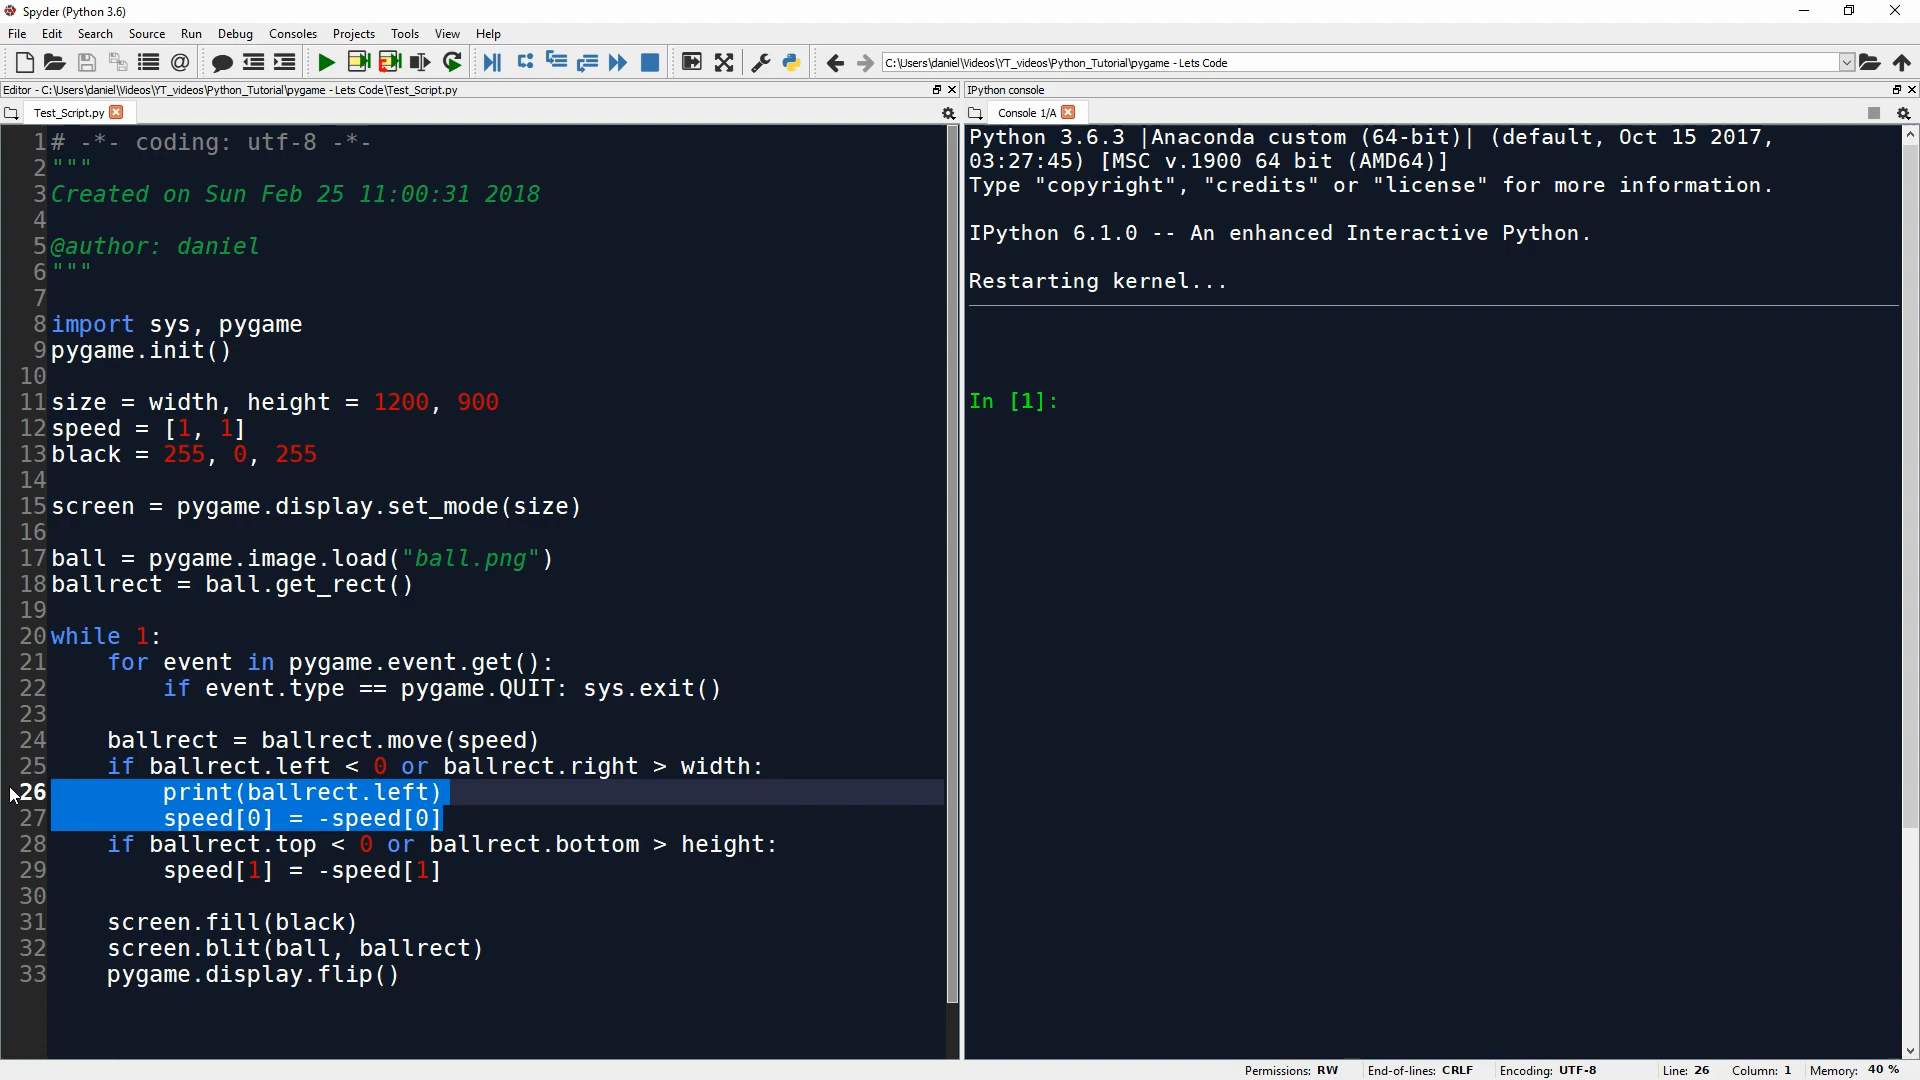 Spyder (Python 3.6)
File Edit Search Source Run Debug Consoles Projects Tools View Help
C:\Users\daniel\Videos\YT_videos\Python_Tutorial\pygame - Lets Code
Editor - C:\Users\daniel\Videos\YT_videos\Python_Tutorial\pygame - Lets Code\Test_Script.py
Test_Script.py
1 # -*- coding: utf-8 -*-
2 """
3 Created on Sun Feb 25 11:00:31 2018
4
5 @author: daniel
6 """
7
8 import sys, pygame
9 pygame.init()
10
11 size = width, height = 1200, 900
12 speed = [1, 1]
13 black = 255, 0, 255
14
15 screen = pygame.display.set_mode(size)
16
17 ball = pygame.image.load("ball.png")
18 ballrect = ball.get_rect()
19
20 while 1:
21     for event in pygame.event.get():
22         if event.type == pygame.QUIT: sys.exit()
23
24     ballrect = ballrect.move(speed)
25     if ballrect.left < 0 or ballrect.right > width:
26         print(ballrect.left)
27         speed[0] = -speed[0]
28     if ballrect.top < 0 or ballrect.bottom > height:
29         speed[1] = -speed[1]
30
31     screen.fill(black)
32     screen.blit(ball, ballrect)
33     pygame.display.flip()
IPython console
Console 1/A
Python 3.6.3 |Anaconda custom (64-bit)| (default, Oct 15 2017,
03:27:45) [MSC v.1900 64 bit (AMD64)]
Type "copyright", "credits" or "license" for more information.
IPython 6.1.0 -- An enhanced Interactive Python.
Restarting kernel...
In [1]:
Permissions: RW End-of-lines: CRLF Encoding: UTF-8 Line: 26 Column: 1 Memory: 40 %